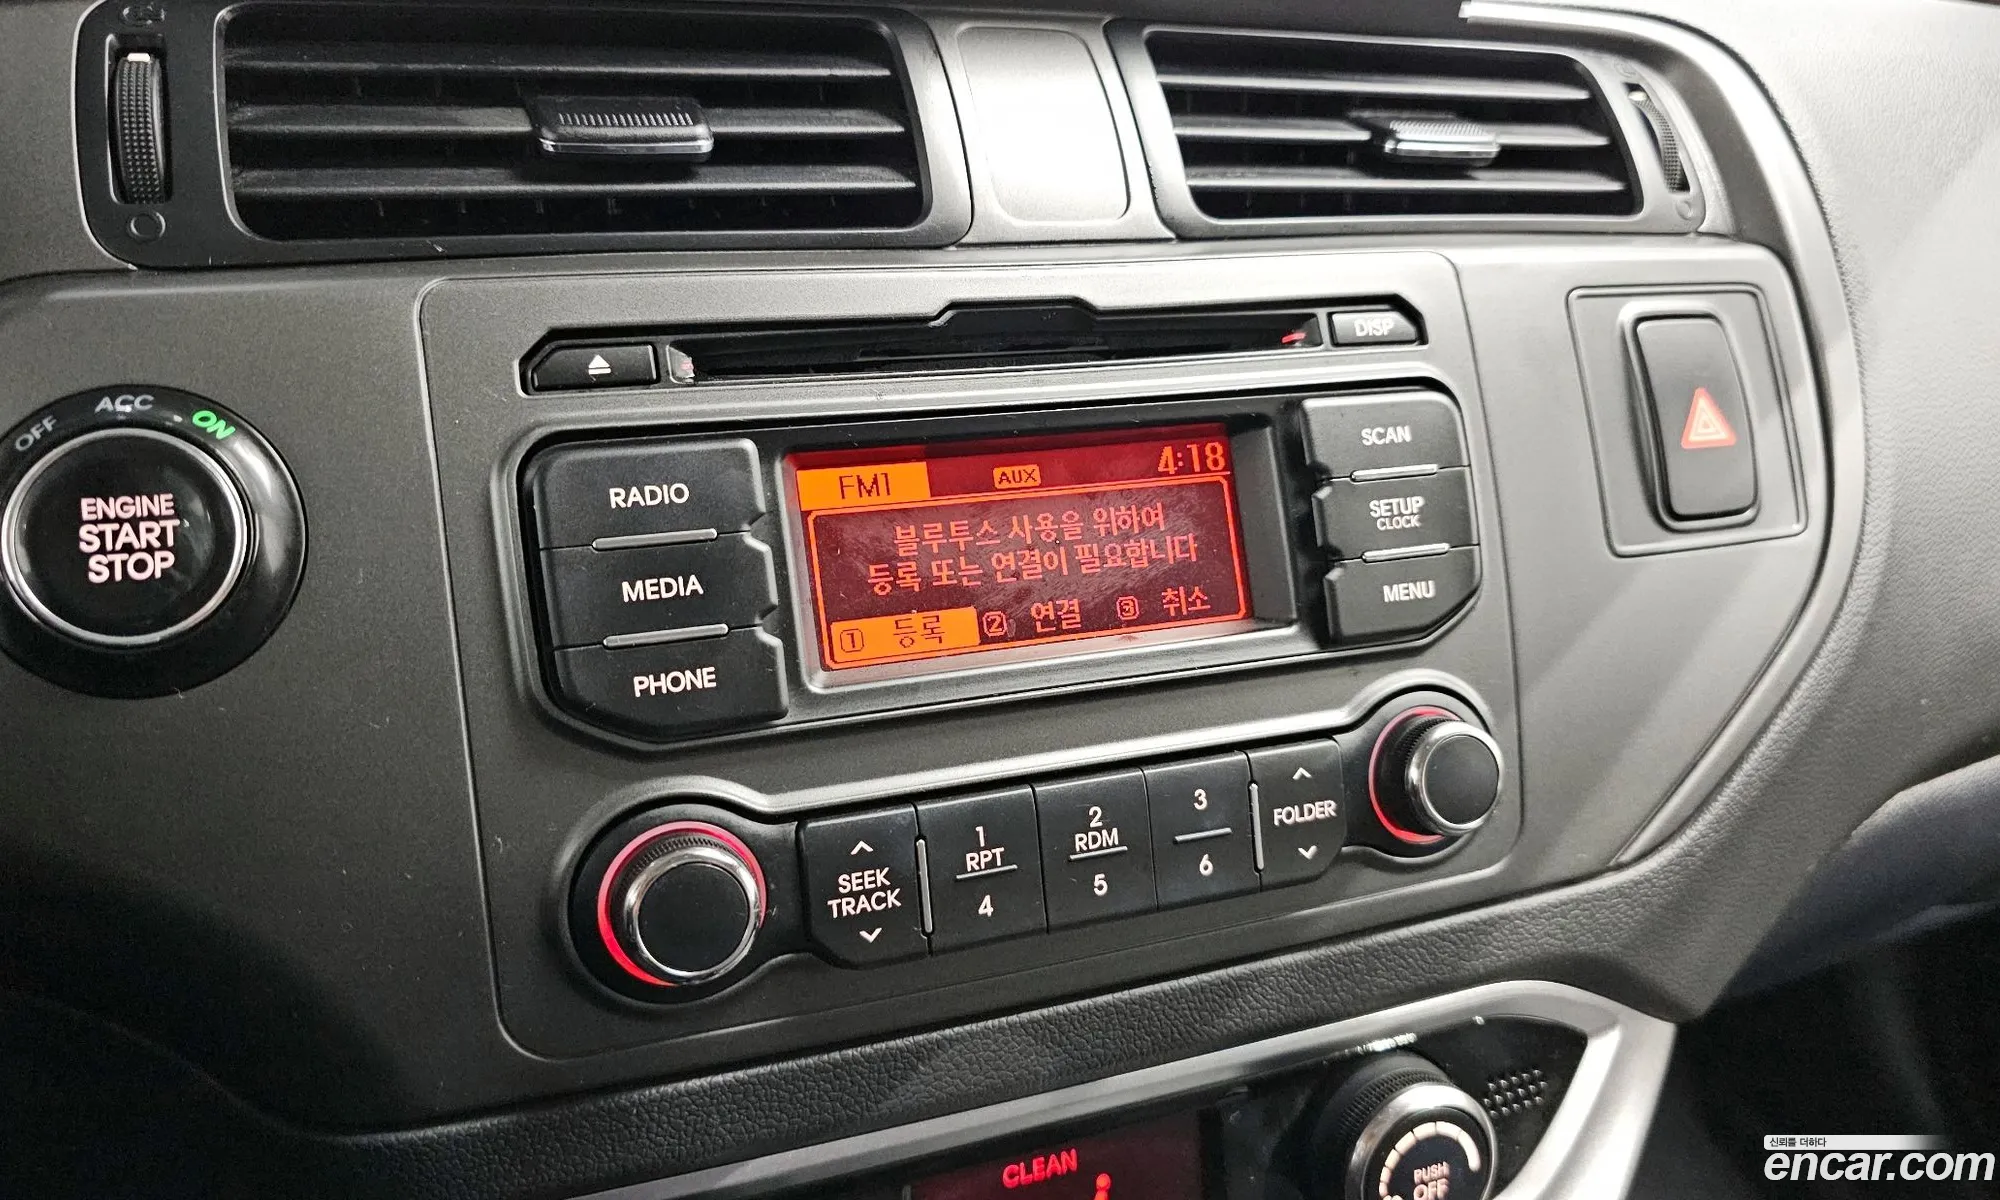 DISP
OFF ACC ON
ENGINE
START
STOP
RADIO
MEDIA
PHONE
FM1 AUX 4:18
블루투스 사용을 위하여
등록 또는 연결이 필요합니다
1 등록 2 연결 3 취소
SCAN
SETUP
CLOCK
MENU
SEEK
TRACK
1
RPT
4
2
RDM
5
3
6
FOLDER
CLEAN
PUSH
OFF
신뢰를 더하다
encar.com